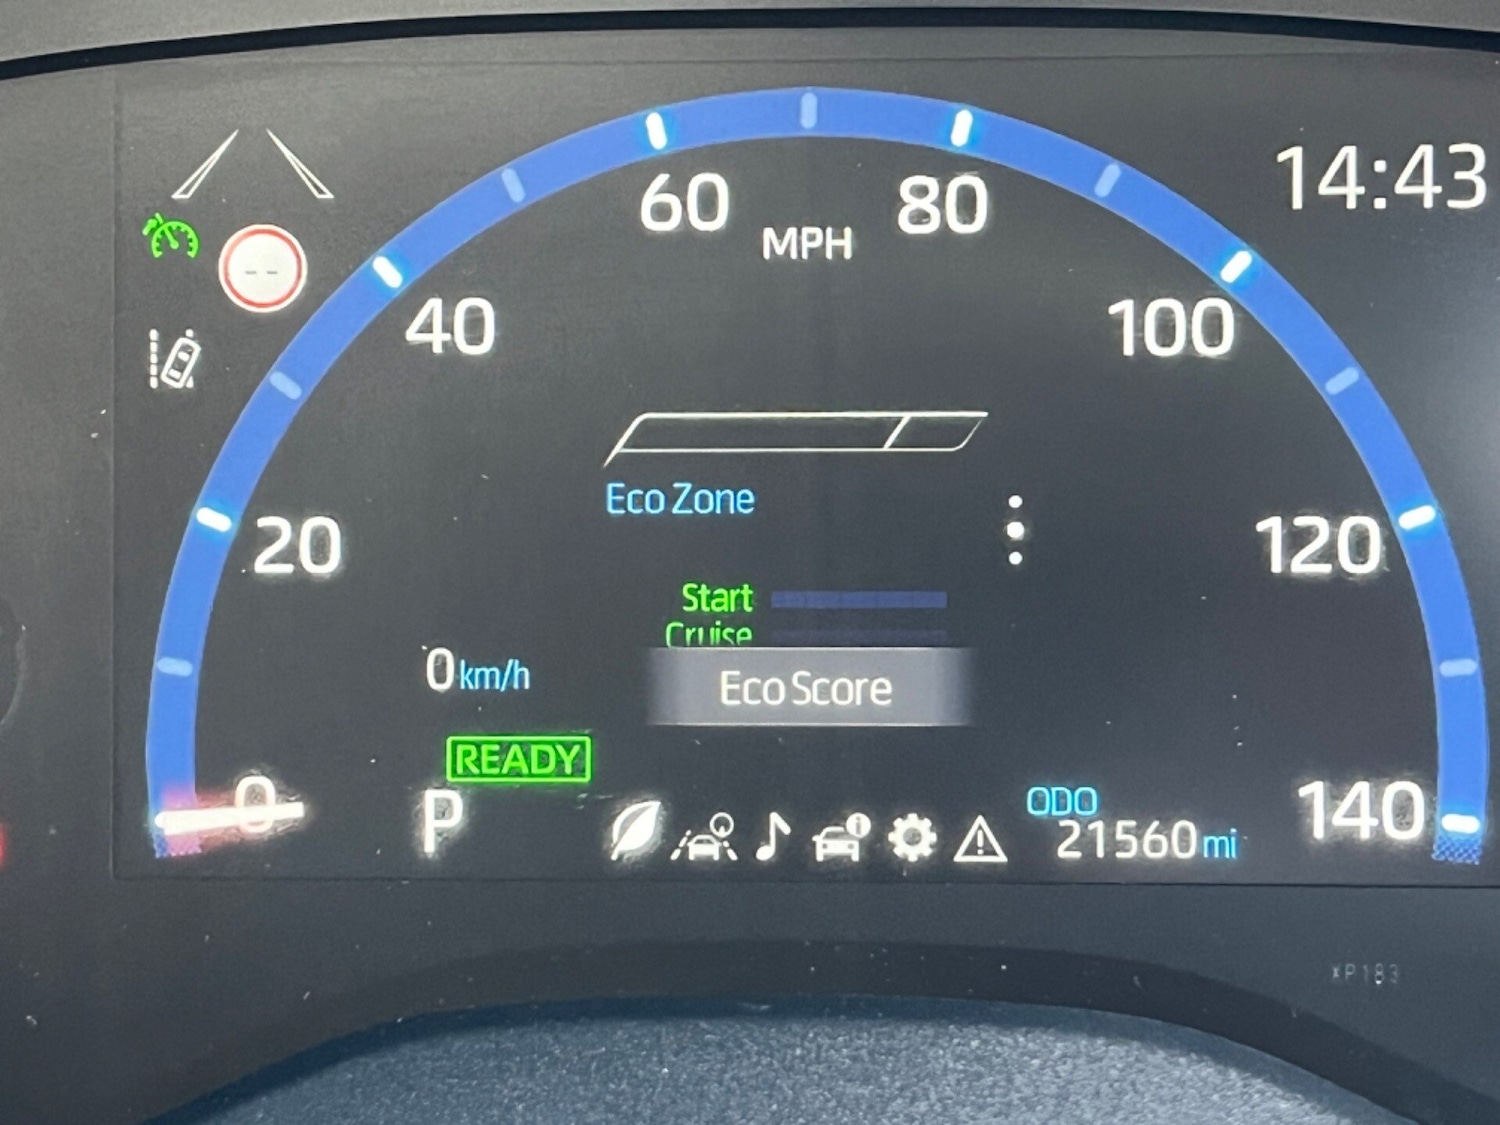 14:43
60
80
MPH
--
40
100
Eco Zone
20
120
Start
Cruise
0 km/h
Eco Score
READY
0
P
ODO
21560 mi
140
XP183